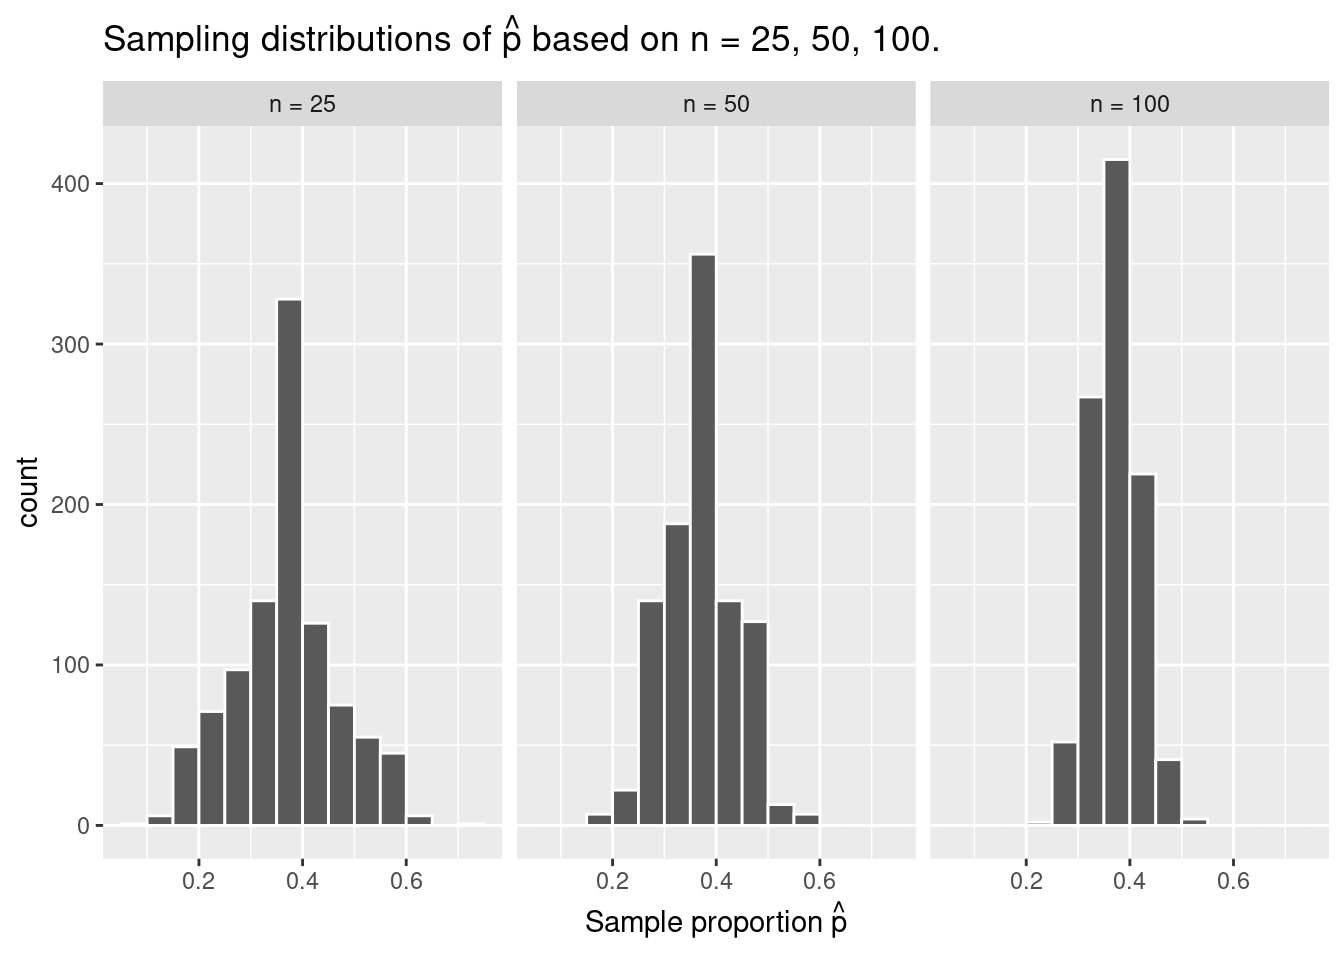 Sampling distributions of p̂ based on n = 25, 50, 100.
n = 25
n = 50
n = 100
400
300
200
100
0
count
0.2 0.4 0.6
0.2 0.4 0.6
0.2 0.4 0.6
Sample proportion p̂